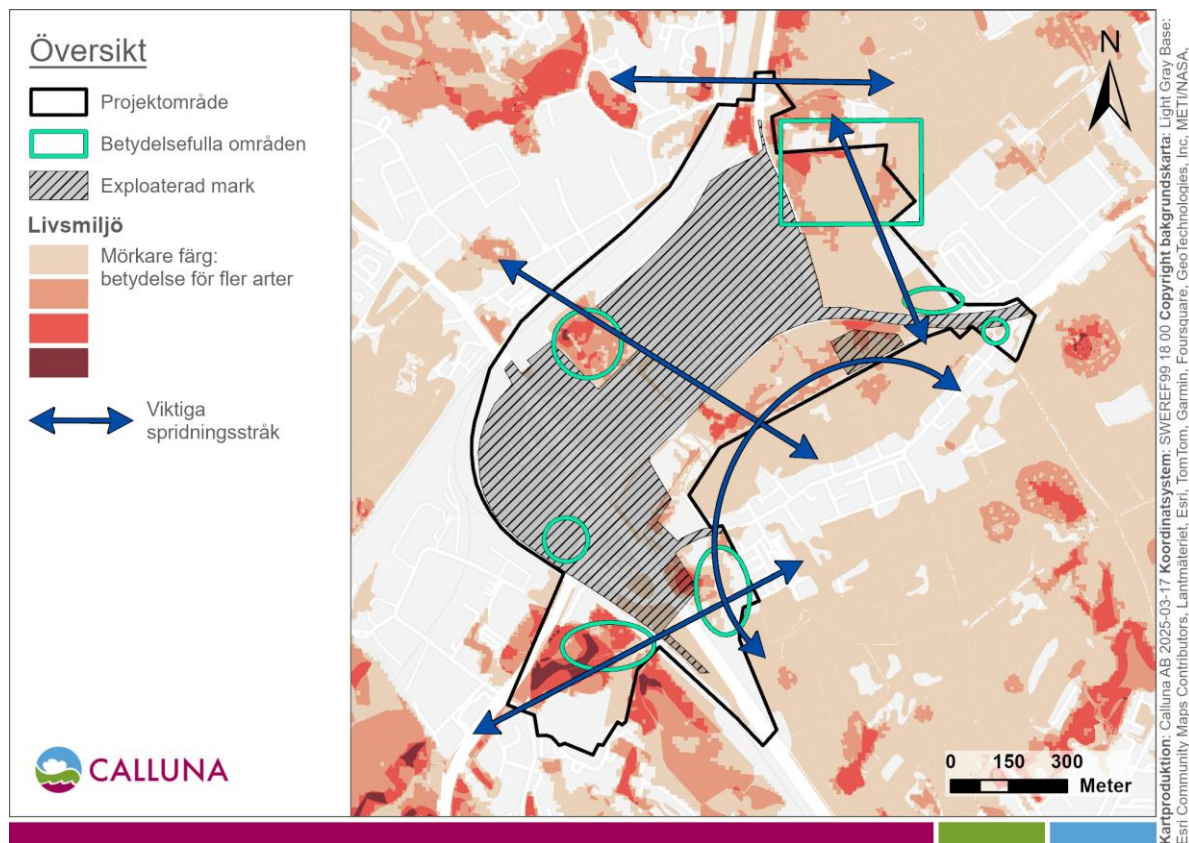 Översikt
Projektområde
Betydelsefulla områden
Exploaterad mark
Livsmiljö
Mörkare färg:
betydelse för fler arter
Viktiga
spridningsstråk
CALLUNA
N
0 150 300
Meter
Kartproduktion: Calluna AB 2025-03-17 Koordinatsystem: SWEREF99 18 00 Copyright bakgrundskarta: Light Gray Base:
Esri Community Maps Contributors, Lantmäteriet, Esri, TomTom, Garmin, Foursquare, GeoTechnologies, Inc, METI/NASA,